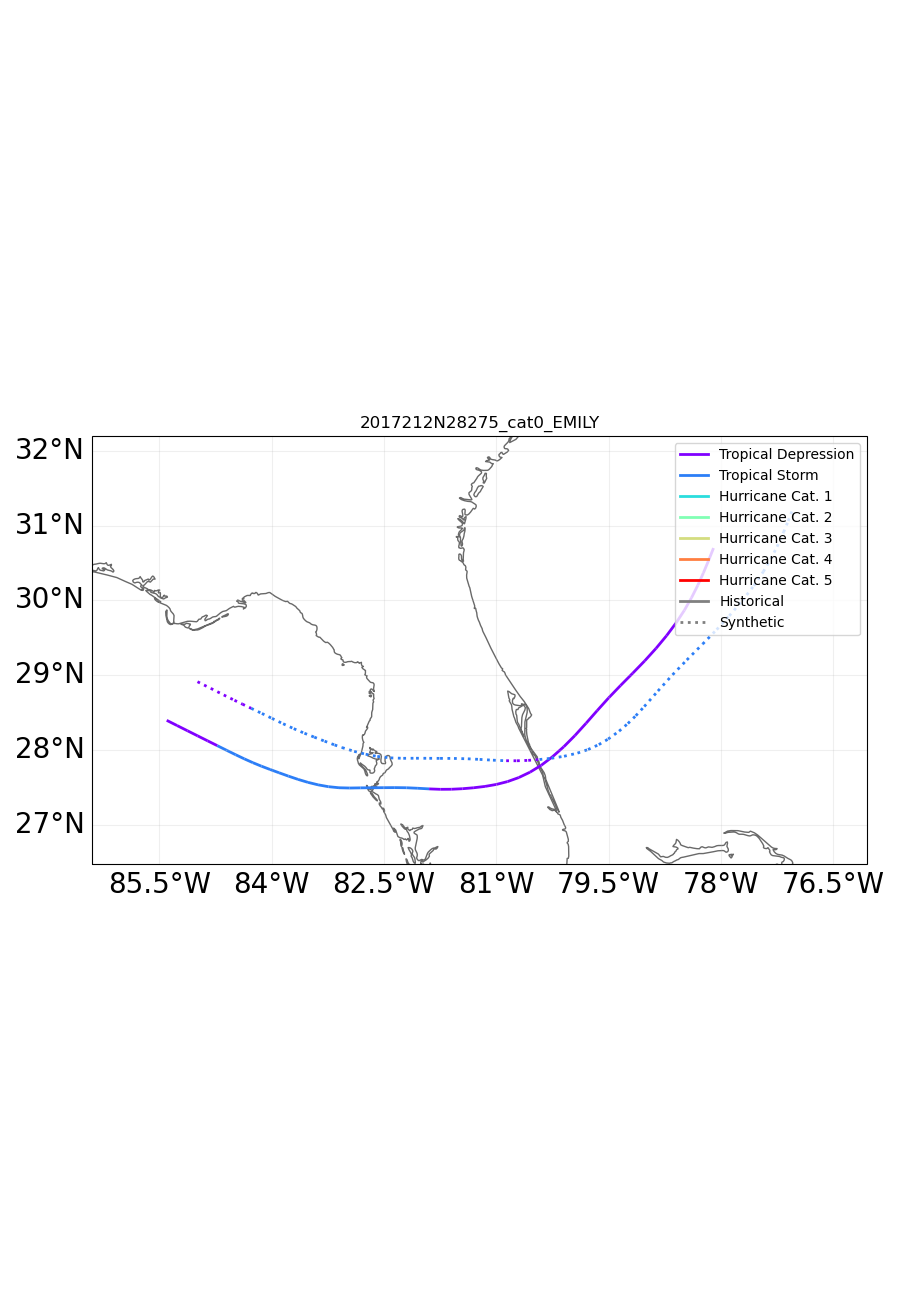 2017212N28275_cat0_EMILY
32°N
31°N
30°N
29°N
28°N
27°N
Tropical Depression
Tropical Storm
Hurricane Cat. 1
Hurricane Cat. 2
Hurricane Cat. 3
Hurricane Cat. 4
Hurricane Cat. 5
Historical
Synthetic
85.5°W 84°W 82.5°W 81°W 79.5°W 78°W 76.5°W